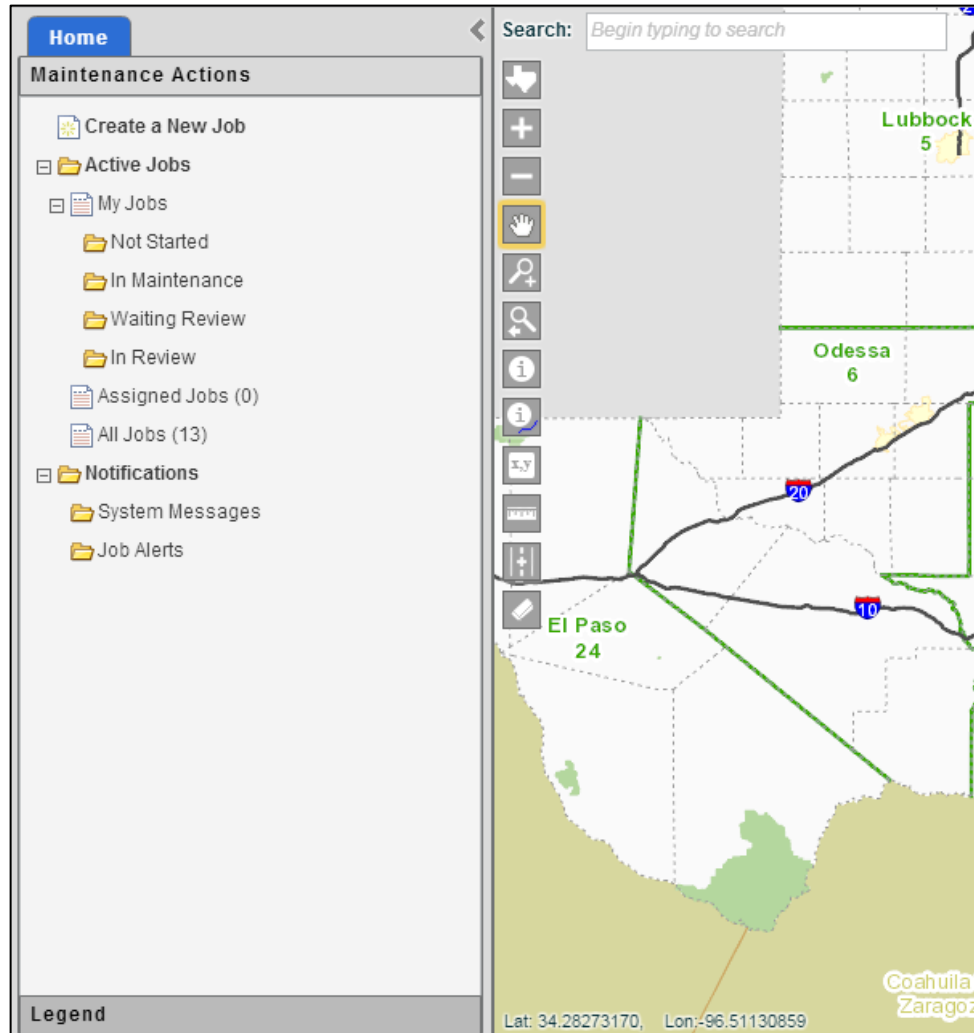 Home
Maintenance Actions
Create a New Job
Active Jobs
My Jobs
Not Started
In Maintenance
Waiting Review
In Review
Assigned Jobs (0)
All Jobs (13)
Notifications
System Messages
Job Alerts
Legend
Search: Begin typing to search
x,y
Lubbock
5
Odessa
6
20
10
El Paso
24
Coahuila
Zaragoz
Lat: 34.28273170, Lon:-96.51130859